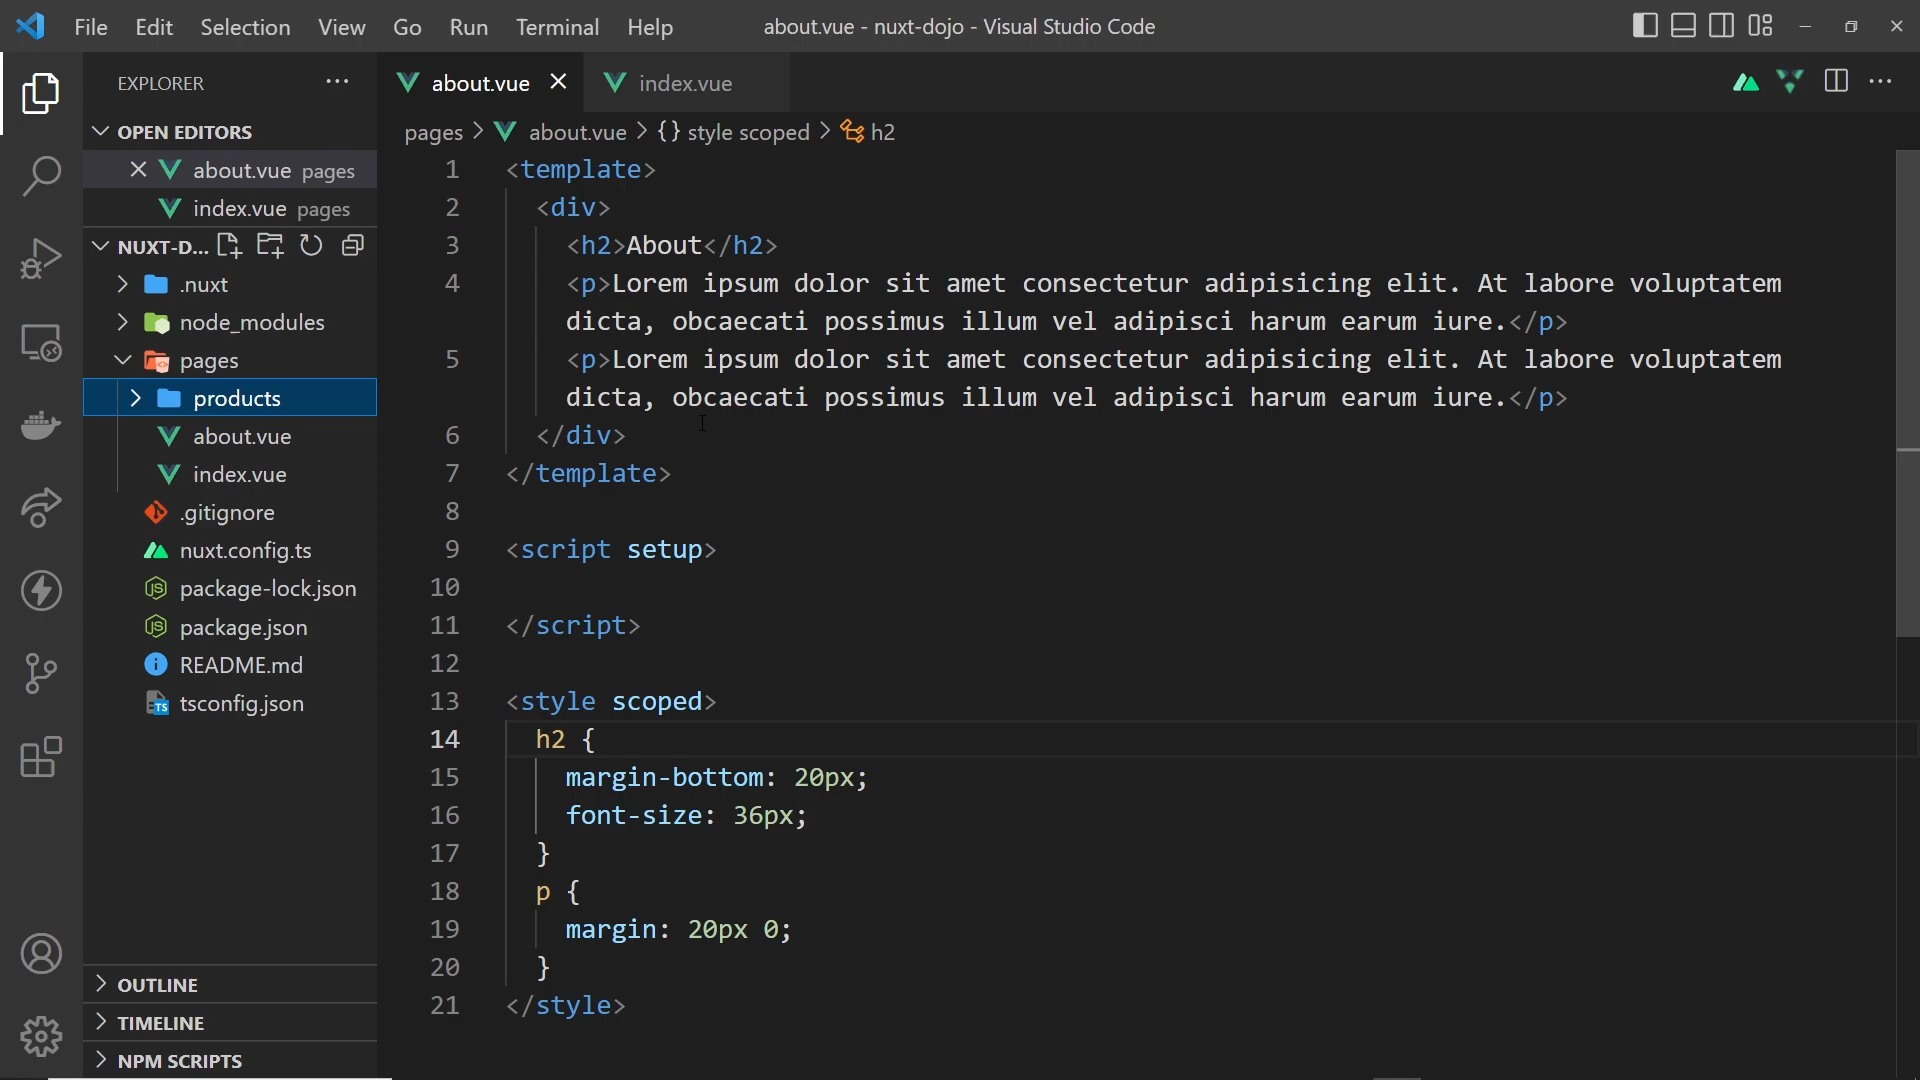 File Edit Selection View Go Run Terminal Help about.vue - nuxt-dojo - Visual Studio Code
EXPLORER
OPEN EDITORS
about.vue pages
index.vue pages
NUXT-D...
.nuxt
node_modules
pages
products
about.vue
index.vue
.gitignore
nuxt.config.ts
package-lock.json
package.json
README.md
tsconfig.json
OUTLINE
TIMELINE
NPM SCRIPTS
about.vue index.vue
pages > about.vue > {} style scoped > h2
1 <template>
2 <div>
3 <h2>About</h2>
4 <p>Lorem ipsum dolor sit amet consectetur adipisicing elit. At labore voluptatem
dicta, obcaecati possimus illum vel adipisci harum earum iure.</p>
5 <p>Lorem ipsum dolor sit amet consectetur adipisicing elit. At labore voluptatem
dicta, obcaecati possimus illum vel adipisci harum earum iure.</p>
6 </div>
7 </template>
8
9 <script setup>
10
11 </script>
12
13 <style scoped>
14 h2 {
15 margin-bottom: 20px;
16 font-size: 36px;
17 }
18 p {
19 margin: 20px 0;
20 }
21 </style>